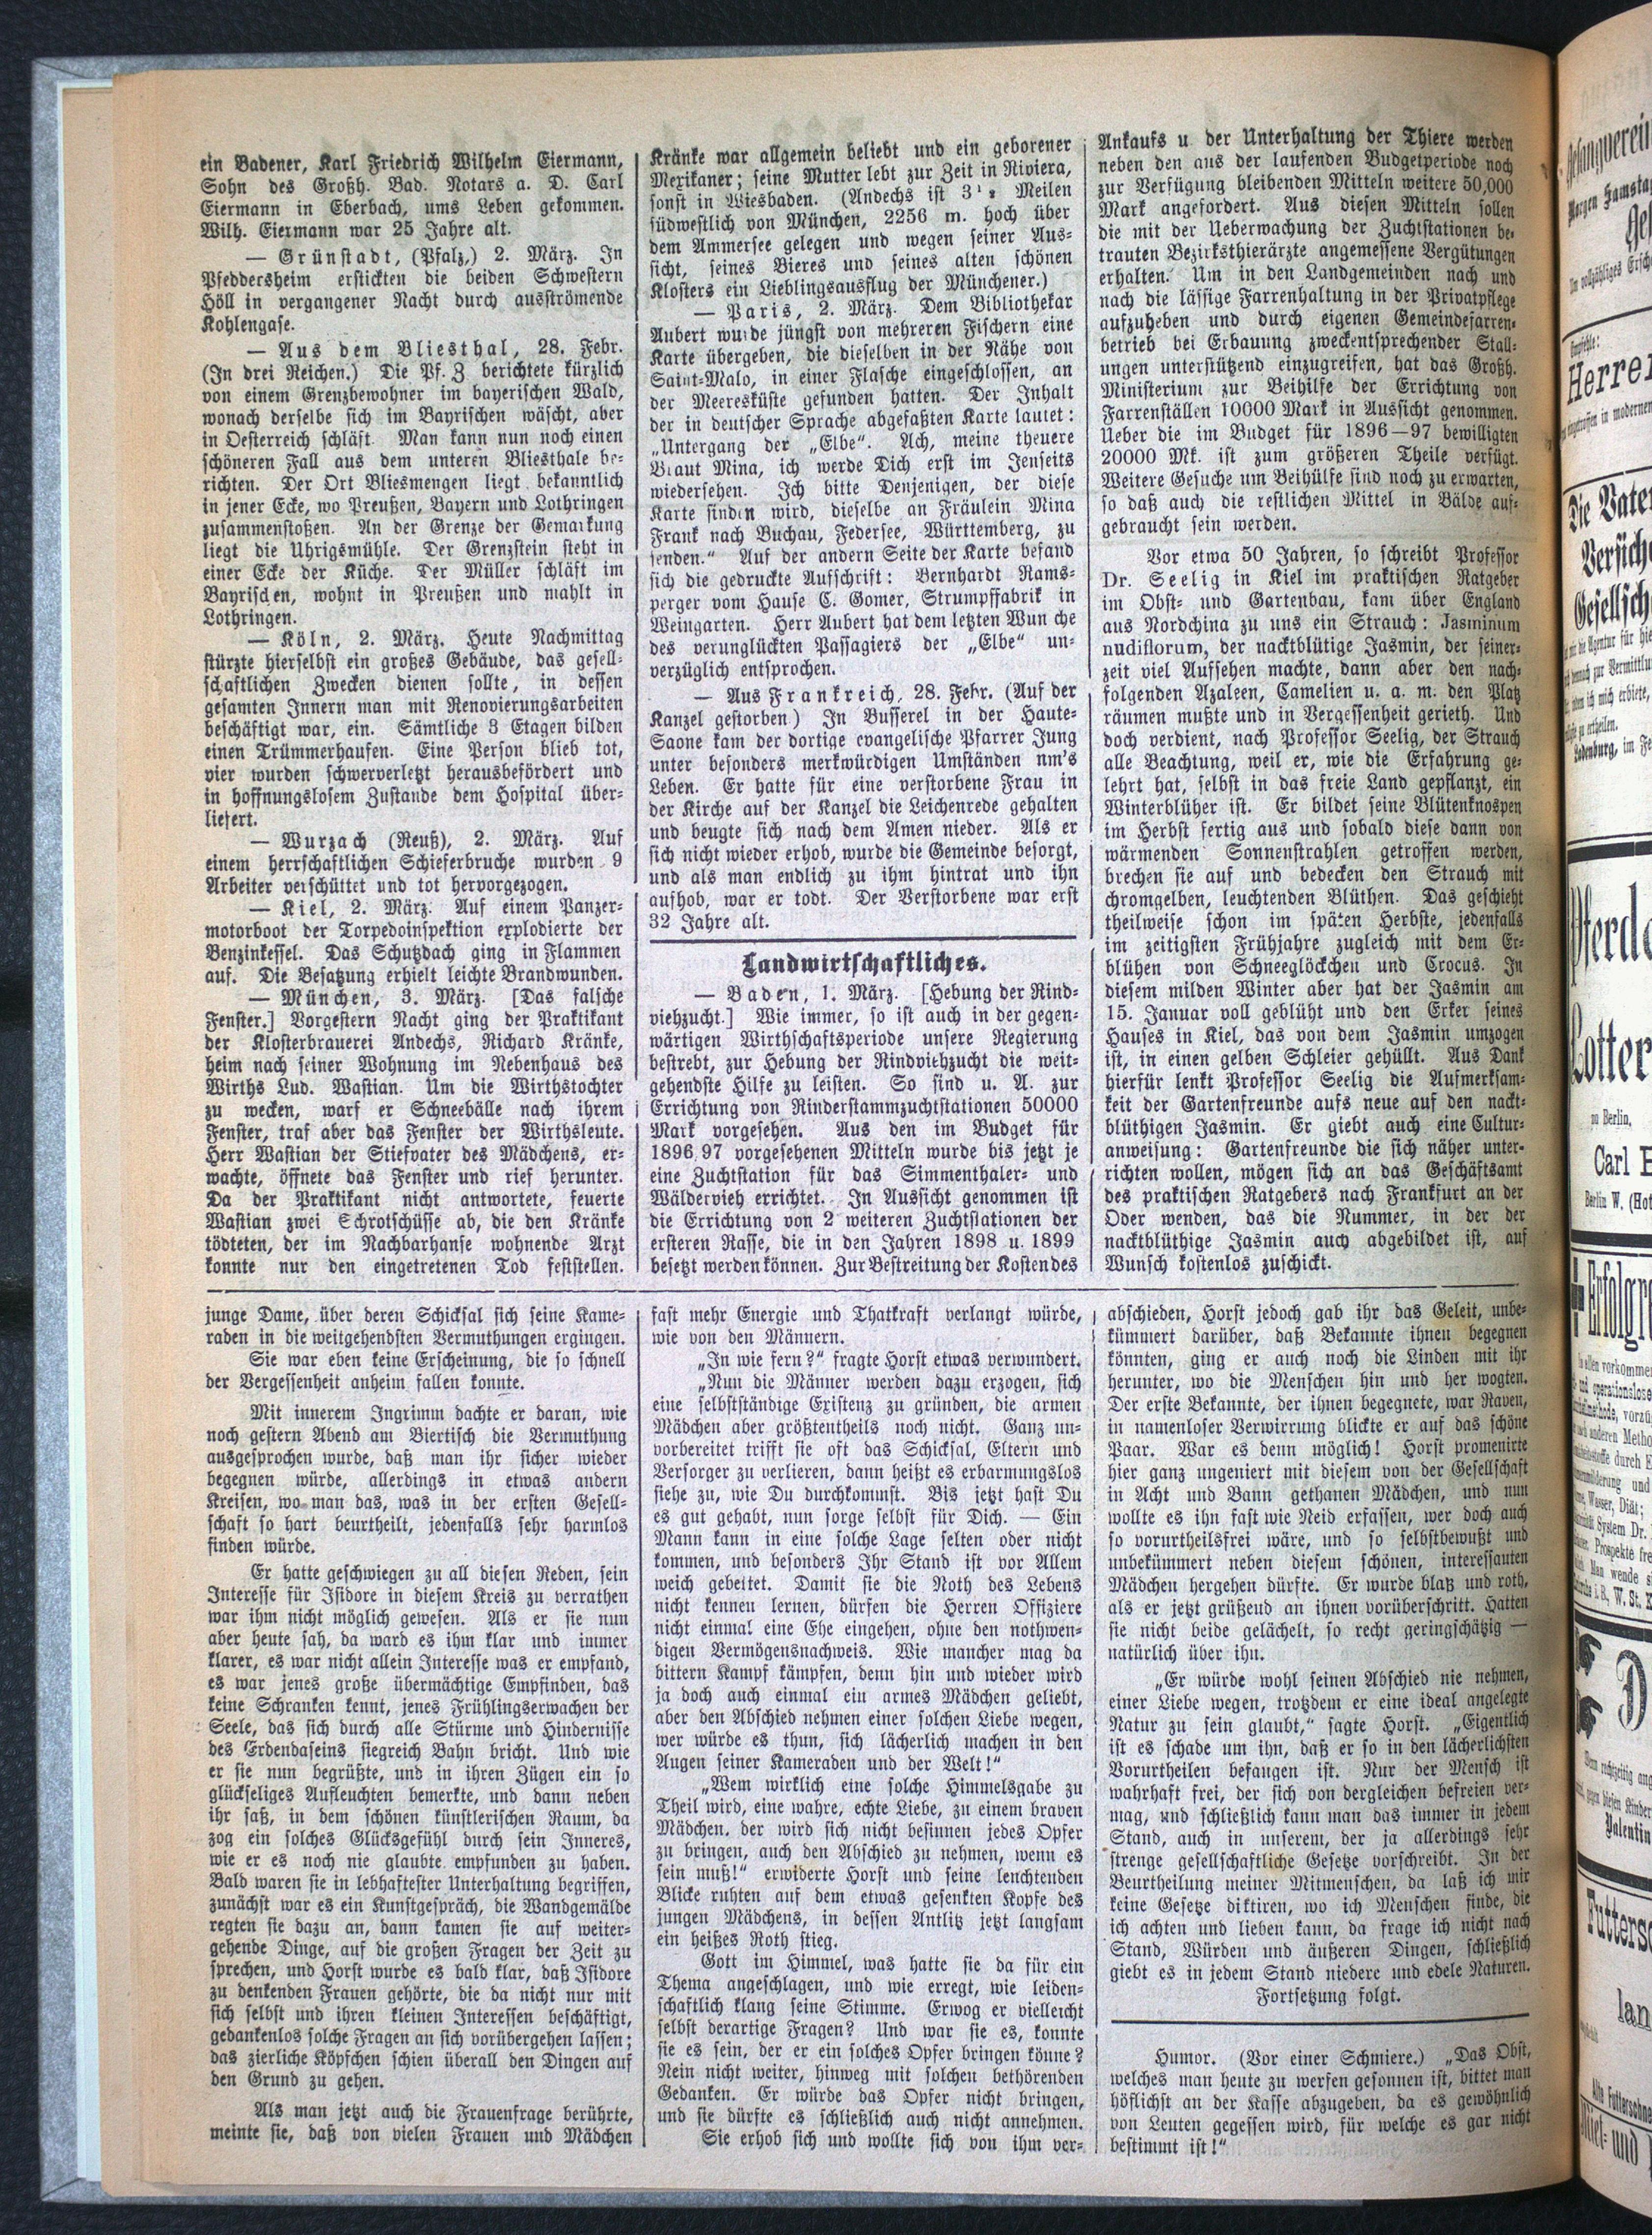 ein Badener, Karl Friedrich Wilhelm Eiermann,
Sohn des Großh. Bad. Notars a. D. Carl
Eiermann in Eberbach, ums Leben gekommen.
Wilh. Eiermann war 25 Jahre alt.
— Grünstadt, (Pfalz,) 2. März. In
Pfeddersheim erstickten die beiden Schwestern
Höll in vergangener Nacht durch ausströmende
Kohlengase.
— Aus dem Bliesthal, 28. Febr.
(In drei Reichen.) Die Pf. Z berichtete kürzlich
von einem Grenzbewohner im bayerischen Wald,
wonach derselbe sich im Bayrischen wäscht, aber
in Oesterreich schläft. Man kann nun noch einen
schöneren Fall aus dem unteren Bliesthale be-
richten. Der Ort Bliesmengen liegt bekanntlich
in jener Ecke, wo Preußen, Bayern und Lothringen
zusammenstoßen. An der Grenze der Gemarkung
liegt die Uhrigsmühle. Der Grenzstein steht in
einer Ecke der Küche. Der Müller schläft im
Bayrischen, wohnt in Preußen und mahlt in
Lothringen.
— Köln, 2. März. Heute Nachmittag
stürzte hierselbst ein großes Gebäude, das gesell-
schaftlichen Zwecken dienen sollte, in dessen
gesamten Innern man mit Renovierungsarbeiten
beschäftigt war, ein. Sämtliche 3 Etagen bilden
einen Trümmerhaufen. Eine Person blieb tot,
vier wurden schwerverletzt herausbefördert und
in hoffnungslosem Zustande dem Hospital über-
liefert.
— Wurzach (Reuß), 2. März. Auf
einem herrschaftlichen Schieferbruche wurden 9
Arbeiter verschüttet und tot hervorgezogen.
— Kiel, 2. März. Auf einem Panzer-
motorboot der Torpedoinspektion explodierte der
Benzinkessel. Das Schutzdach ging in Flammen
auf. Die Besatzung erhielt leichte Brandwunden.
— München, 3. März. [Das falsche
Fenster.] Vorgestern Nacht ging der Praktikant
der Klosterbrauerei Andechs, Richard Kränke,
heim nach seiner Wohnung im Nebenhaus des
Wirths Lud. Wastian. Um die Wirthstochter
zu wecken, warf er Schneebälle nach ihrem
Fenster, traf aber das Fenster der Wirthsleute.
Herr Wastian der Stiefvater des Mädchens, er-
wachte, öffnete das Fenster und rief herunter.
Da der Praktikant nicht antwortete, feuerte
Wastian zwei Schrotschüsse ab, die den Kränke
tödteten, der im Nachbarhause wohnende Arzt
konnte nur den eingetretenen Tod feststellen.
Kränke war allgemein beliebt und ein geborener
Mexikaner; seine Mutter lebt zur Zeit in Riviera,
sonst in Wiesbaden. (Andechs ist 3½ Meilen
südwestlich von München, 2256 m. hoch über
dem Ammersee gelegen und wegen seiner Aus-
sicht, seines Bieres und seines alten schönen
Klosters ein Lieblingsausflug der Münchener.)
— Paris, 2. März. Dem Bibliothekar
Aubert wurde jüngst von mehreren Fischern eine
Karte übergeben, die dieselben in der Nähe von
Saint-Malo, in einer Flasche eingeschlossen, an
der Meeresküste gefunden hatten. Der Inhalt
der in deutscher Sprache abgefaßten Karte lautet:
„Untergang der „Elbe“. Ach, meine theuere
Braut Mina, ich werde Dich erst im Jenseits
wiedersehen. Ich bitte Denjenigen, der diese
Karte finden wird, dieselbe an Fräulein Mina
Frank nach Buchau, Federsee, Württemberg, zu
senden.“ Auf der andern Seite der Karte befand
sich die gedruckte Aufschrift: Bernhardt Rams-
perger vom Hause C. Gomer, Strumpffabrik in
Weingarten. Herr Aubert hat dem letzten Wun che
des verunglückten Passagiers der „Elbe“ un-
verzüglich entsprochen.
— Aus Frankreich, 28. Febr. (Auf der
Kanzel gestorben) In Busserel in der Haute-
Saone kam der dortige evangelische Pfarrer Jung
unter besonders merkwürdigen Umständen um's
Leben. Er hatte für eine verstorbene Frau in
der Kirche auf der Kanzel die Leichenrede gehalten
und beugte sich nach dem Amen nieder. Als er
sich nicht wieder erhob, wurde die Gemeinde besorgt,
und als man endlich zu ihm hintrat und ihn
aufhob, war er todt. Der Verstorbene war erst
32 Jahre alt.
Landwirtschaftliches.
— Baden, 1. März. [Hebung der Rind-
viehzucht.] Wie immer, so ist auch in der gegen-
wärtigen Wirthschaftsperiode unsere Regierung
bestrebt, zur Hebung der Rindviehzucht die weit-
gehendste Hilfe zu leisten. So sind u. A. zur
Errichtung von Rinderstammzuchtstationen 50000
Mark vorgesehen. Aus den im Budget für
1896,97 vorgesehenen Mitteln wurde bis jetzt je
eine Zuchtstation für das Simmenthaler- und
Wäldervieh errichtet. In Aussicht genommen ist
die Errichtung von 2 weiteren Zuchtstationen der
ersteren Rasse, die in den Jahren 1898 u. 1899
besetzt werden können. Zur Bestreitung der Kosten des
Ankaufs u. der Unterhaltung der Thiere werden
neben den aus der laufenden Budgetperiode noch
zur Verfügung bleibenden Mitteln weitere 50,000
Mark angefordert. Aus diesen Mitteln sollen
die mit der Ueberwachung der Zuchtstationen be-
trauten Bezirksthierärzte angemessene Vergütungen
erhalten. Um in den Landgemeinden nach und
nach die lässige Farrenhaltung in der Privatpflege
aufzuheben und durch eigenen Gemeindefarren-
betrieb bei Erbauung zweckentsprechender Stall-
ungen unterstützend einzugreifen, hat das Großh.
Ministerium zur Beihilfe der Errichtung von
Farrenställen 10000 Mark in Aussicht genommen.
Ueber die im Budget für 1896—97 bewilligten
20000 Mk. ist zum größeren Theile verfügt.
Weitere Gesuche um Beihülfe sind noch zu erwarten,
so daß auch die restlichen Mittel in Bälde auf-
gebraucht sein werden.
Vor etwa 50 Jahren, so schreibt Professor
Dr. Seelig in Kiel im praktischen Ratgeber
im Obst- und Gartenbau, kam über England
aus Nordchina zu uns ein Strauch: Jasminum
nudiflorum, der nacktblütige Jasmin, der seiner-
zeit viel Aufsehen machte, dann aber den nach-
folgenden Azaleen, Camelien u. a. m. den Platz
räumen mußte und in Vergessenheit gerieth. Und
doch verdient, nach Professor Seelig, der Strauch
alle Beachtung, weil er, wie die Erfahrung ge-
lehrt hat, selbst in das freie Land gepflanzt, ein
Winterblüher ist. Er bildet seine Blütenknospen
im Herbst fertig aus und sobald diese dann von
wärmenden Sonnenstrahlen getroffen werden,
brechen sie auf und bedecken den Strauch mit
chromgelben, leuchtenden Blüthen. Das geschieht
theilweise schon im späten Herbste, jedenfalls
im zeitigsten Frühjahre zugleich mit dem Er-
blühen von Schneeglöckchen und Crocus. In
diesem milden Winter aber hat der Jasmin am
15. Januar voll geblüht und den Erker seines
Hauses in Kiel, das von dem Jasmin umzogen
ist, in einen gelben Schleier gehüllt. Aus Dank
hierfür lenkt Professor Seelig die Aufmerksam-
keit der Gartenfreunde aufs neue auf den nackt-
blüthigen Jasmin. Er giebt auch eine Cultur-
anweisung: Gartenfreunde die sich näher unter-
richten wollen, mögen sich an das Geschäftsamt
des praktischen Ratgebers nach Frankfurt an der
Oder wenden, das die Nummer, in der der
nacktblüthige Jasmin auch abgebildet ist, auf
Wunsch kostenlos zuschickt.
junge Dame, über deren Schicksal sich seine Kame-
raden in die weitgehendsten Vermuthungen ergingen.
Sie war eben keine Erscheinung, die so schnell
der Vergessenheit anheim fallen konnte.
Mit innerem Ingrimm dachte er daran, wie
noch gestern Abend am Biertisch die Vermuthung
ausgesprochen wurde, daß man ihr sicher wieder
begegnen würde, allerdings in etwas andern
Kreisen, wo man das, was in der ersten Gesell-
schaft so hart beurtheilt, jedenfalls sehr harmlos
finden würde.
Er hatte geschwiegen zu all diesen Reden, sein
Interesse für Isidore in diesem Kreis zu verrathen
war ihm nicht möglich gewesen. Als er sie nun
aber heute sah, da ward es ihm klar und immer
klarer, es war nicht allein Interesse was er empfand,
es war jenes große übermächtige Empfinden, das
keine Schranken kennt, jenes Frühlingserwachen der
Seele, das sich durch alle Stürme und Hindernisse
des Erdendaseins siegreich Bahn bricht. Und wie
er sie nun begrüßte, und in ihren Zügen ein so
glückseliges Aufleuchten bemerkte, und dann neben
ihr saß, in dem schönen künstlerischen Raum, da
zog ein solches Glücksgefühl durch sein Inneres,
wie er es noch nie glaubte empfunden zu haben.
Bald waren sie in lebhaftester Unterhaltung begriffen,
zunächst war es ein Kunstgespräch, die Wandgemälde
regten sie dazu an, dann kamen sie auf weiter-
gehende Dinge, auf die großen Fragen der Zeit zu
sprechen, und Horst wurde es bald klar, daß Isidore
zu denkenden Frauen gehörte, die da nicht nur mit
sich selbst und ihren kleinen Interessen beschäftigt,
gedankenlos solche Fragen an sich vorübergehen lassen;
das zierliche Köpfchen schien überall den Dingen auf
den Grund zu gehen.
Als man jetzt auch die Frauenfrage berührte,
meinte sie, daß von vielen Frauen und Mädchen
fast mehr Energie und Thatkraft verlangt würde,
wie von den Männern.
„In wie fern?“ fragte Horst etwas verwundert.
„Nun die Männer werden dazu erzogen, sich
eine selbstständige Existenz zu gründen, die armen
Mädchen aber größtentheils noch nicht. Ganz un-
vorbereitet trifft sie oft das Schicksal, Eltern und
Versorger zu verlieren, dann heißt es erbarmungslos
siehe zu, wie Du durchkommst. Bis jetzt hast Du
es gut gehabt, nun sorge selbst für Dich. — Ein
Mann kann in eine solche Lage selten oder nicht
kommen, und besonders Ihr Stand ist vor Allem
weich gebettet. Damit sie die Noth des Lebens
nicht kennen lernen, dürfen die Herren Offiziere
nicht einmal eine Ehe eingehen, ohne den nothwen-
digen Vermögensnachweis. Wie mancher mag da
bittern Kampf kämpfen, denn hin und wieder wird
ja doch auch einmal ein armes Mädchen geliebt,
aber den Abschied nehmen einer solchen Liebe wegen,
wer würde es thun, sich lächerlich machen in den
Augen seiner Kameraden und der Welt!“
„Wem wirklich eine solche Himmelsgabe zu
Theil wird, eine wahre, echte Liebe, zu einem braven
Mädchen, der wird sich nicht besinnen jedes Opfer
zu bringen, auch den Abschied zu nehmen, wenn es
sein muß!“ erwiderte Horst und seine leuchtenden
Blicke ruhten auf dem etwas gesenkten Kopfe des
jungen Mädchens, in dessen Antlitz jetzt langsam
ein heißes Roth stieg.
Gott im Himmel, was hatte sie da für ein
Thema angeschlagen, und wie erregt, wie leiden-
schaftlich klang seine Stimme. Erwog er vielleicht
selbst derartige Fragen? Und war sie es, konnte
sie es sein, der er ein solches Opfer bringen könne?
Nein nicht weiter, hinweg mit solchen bethörenden
Gedanken. Er würde das Opfer nicht bringen,
und sie dürfte es schließlich auch nicht annehmen.
Sie erhob sich und wollte sich von ihm ver-
abschieden, Horst jedoch gab ihr das Geleit, unbe-
kümmert darüber, daß Bekannte ihnen begegnen
könnten, ging er auch noch die Linden mit ihr
herunter, wo die Menschen hin und her wogten.
Der erste Bekannte, der ihnen begegnete, war Raven,
in namenloser Verwirrung blickte er auf das schöne
Paar. War es denn möglich! Horst promenirte
hier ganz ungeniert mit diesem von der Gesellschaft
in Acht und Bann gethanen Mädchen, und nun
wollte es ihn fast wie Neid erfassen, wer doch auch
so vorurtheilsfrei wäre, und so selbstbewußt und
unbekümmert neben diesem schönen, interessanten
Mädchen hergehen dürfte. Er wurde blaß und roth,
als er jetzt grüßend an ihnen vorüberschritt. Hatten
sie nicht beide gelächelt, so recht geringschätzig —
natürlich über ihn.
„Er würde wohl seinen Abschied nie nehmen,
einer Liebe wegen, trotzdem er eine ideal angelegte
Natur zu sein glaubt,“ sagte Horst. „Eigentlich
ist es schade um ihn, daß er so in den lächerlichsten
Vorurtheilen befangen ist. Nur der Mensch ist
wahrhaft frei, der sich von dergleichen befreien ver-
mag, und schließlich kann man das immer in jedem
Stand, auch in unserem, der ja allerdings sehr
strenge gesellschaftliche Gesetze vorschreibt. In der
Beurtheilung meiner Mitmenschen, da laß ich mir
keine Gesetze diktiren, wo ich Menschen finde, die
ich achten und lieben kann, da frage ich nicht nach
Stand, Würden und äußeren Dingen, schließlich
giebt es in jedem Stand niedere und edele Naturen.
Fortsetzung folgt.
Humor. (Vor einer Schmiere.) „Das Obst,
welches man heute zu werfen gesonnen ist, bittet man
höflichst an der Kasse abzugeben, da es gewöhnlich
von Leuten gegessen wird, für welche es gar nicht
bestimmt ist!“
Gesangverein
Morgen Samstag
Empfehle:
Die Vater
Versich
Gesellsch
Ladenburg, im Fe
zu Berlin,
Carl
Berlin W. (Hot